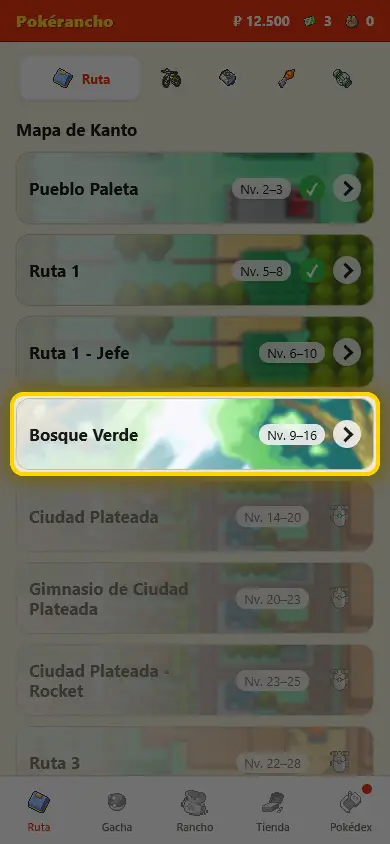 Pokérancho
₽ 12.500 3 0
Ruta
Mapa de Kanto
Pueblo Paleta
Nv. 2–3
Ruta 1
Nv. 5–8
Ruta 1 - Jefe
Nv. 6–10
Bosque Verde
Nv. 9–16
Ciudad Plateada
Nv. 14–20
Gimnasio de Ciudad
Plateada
Nv. 20–23
Ciudad Plateada -
Rocket
Nv. 23–25
Ruta 3
Nv. 22–28
Ruta Gacha Rancho Tienda Pokédex